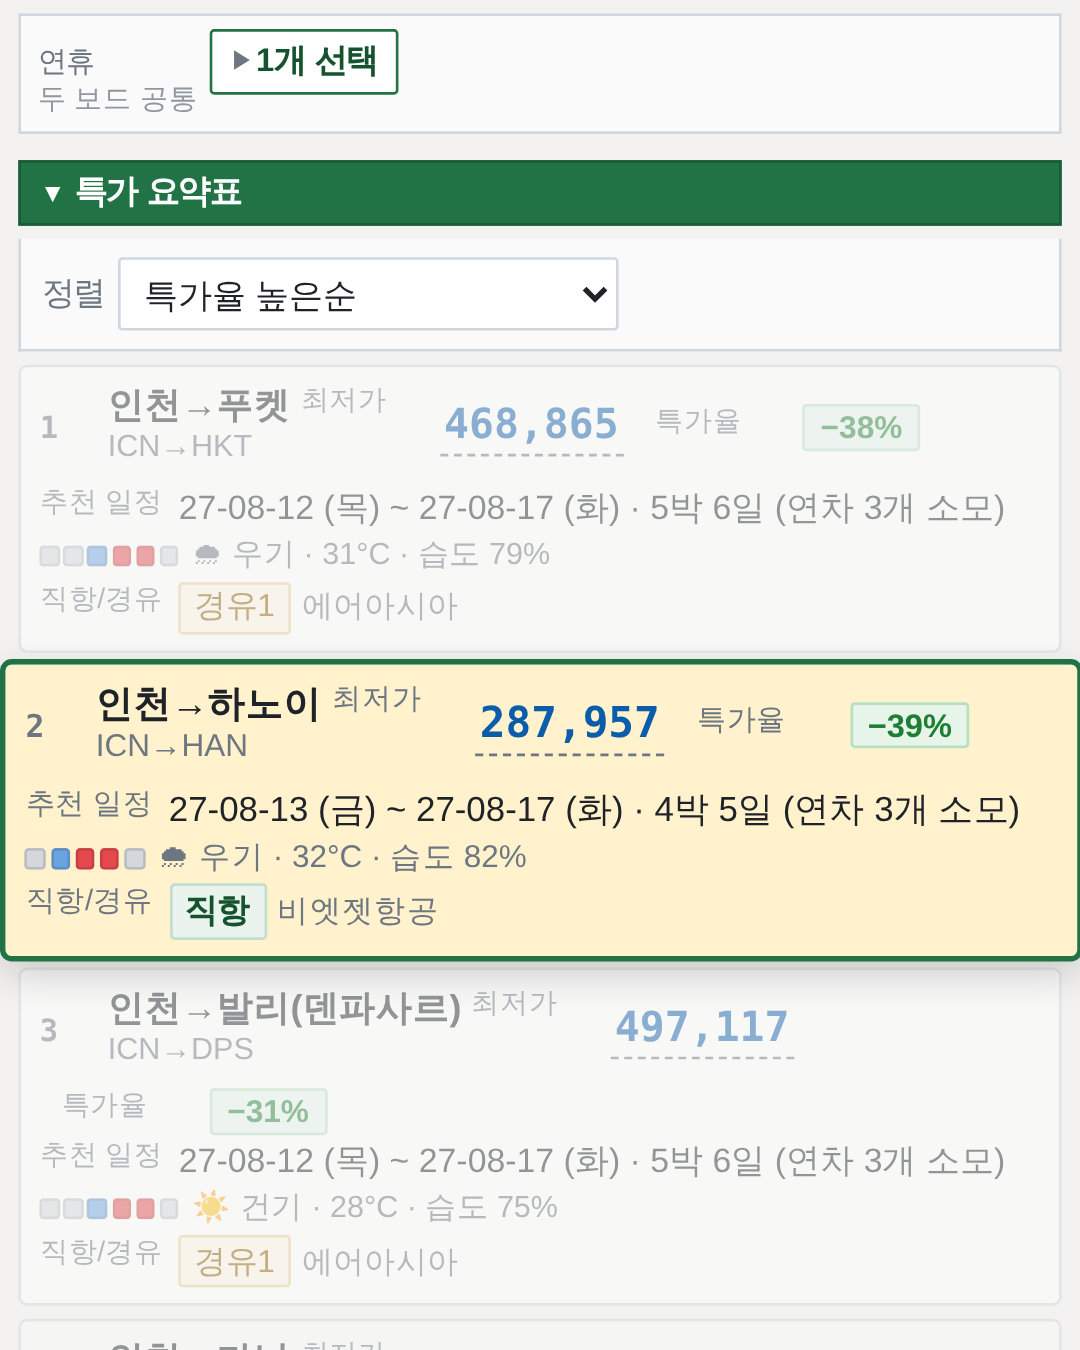 연휴
두 보드 공통
▶ 1개 선택
▼ 특가 요약표
정렬 특가율 높은순
1 인천→푸켓 최저가 468,865 특가율 −38%
ICN→HKT
추천 일정 27-08-12 (목) ~ 27-08-17 (화) · 5박 6일 (연차 3개 소모)
🌧 우기 · 31°C · 습도 79%
직항/경유 경유1 에어아시아
2 인천→하노이 최저가 287,957 특가율 −39%
ICN→HAN
추천 일정 27-08-13 (금) ~ 27-08-17 (화) · 4박 5일 (연차 3개 소모)
🌧 우기 · 32°C · 습도 82%
직항/경유 직항 비엣젯항공
3 인천→발리(덴파사르) 최저가 497,117
ICN→DPS
특가율 −31%
추천 일정 27-08-12 (목) ~ 27-08-17 (화) · 5박 6일 (연차 3개 소모)
☀️ 건기 · 28°C · 습도 75%
직항/경유 경유1 에어아시아